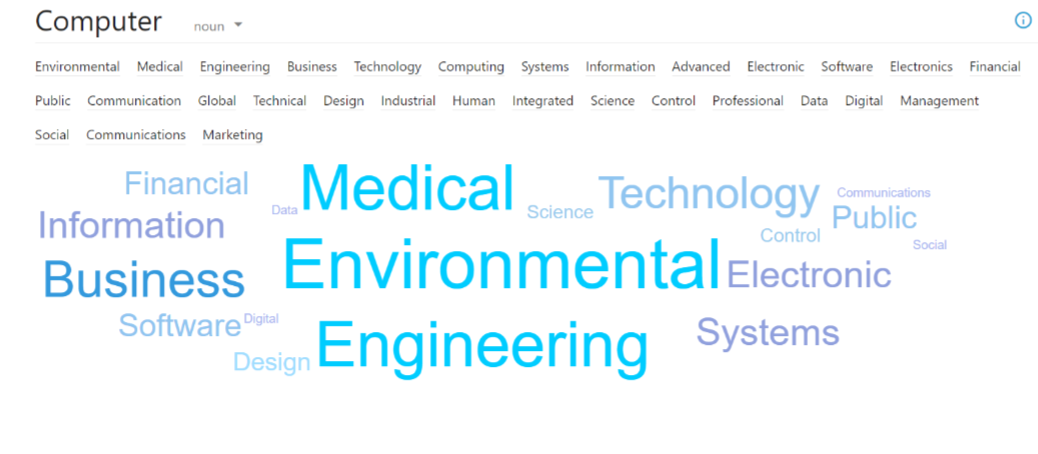 Computer noun
Environmental Medical Engineering Business Technology Computing Systems Information Advanced Electronic Software Electronics Financial
Public Communication Global Technical Design Industrial Human Integrated Science Control Professional Data Digital Management
Social Communications Marketing
Financial Medical Technology Communications
Information Data Science Public
Control Social
Business Environmental Electronic
Software Digital Engineering Systems
Design